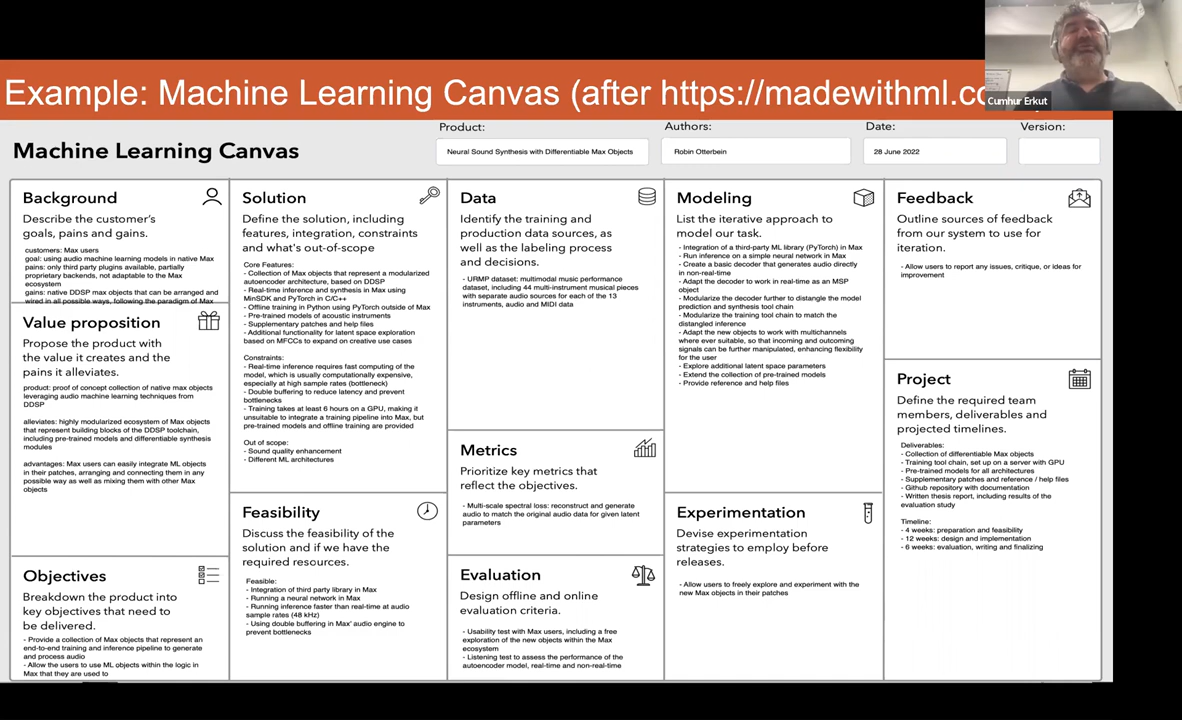 Example: Machine Learning Canvas (after https://madewithml.co
Cumhur Erkut
Machine Learning Canvas
Product:
Neural Sound Synthesis with Differentiable Max Objects
Authors:
Robin Otterbein
Date:
28 June 2022
Version:
Background
Describe the customer's
goals, pains and gains.
customers: Max users
goal: using audio machine learning models in native Max
pains: only third party plugins available, partially
proprietary backends, not adaptable to the Max
ecosystem
gains: native DDSP max objects that can be arranged and
wired in all possible ways, following the paradigm of Max
Value proposition
Propose the product with
the value it creates and the
pains it alleviates.
product: proof of concept collection of native max objects
leveraging audio machine learning techniques from
DDSP
alleviates: highly modularized ecosystem of Max objects
that represent building blocks of the DDSP toolchain,
including pre-trained models and differentiable synthesis
modules
advantages: Max users can easily integrate ML objects
in their patches, arranging and connecting them in any
possible way as well as mixing them with other Max
objects
Objectives
Breakdown the product into
key objectives that need to
be delivered.
- Provide a collection of Max objects that represent an
end-to-end training and inference pipeline to generate
and process audio
- Allow the users to use ML objects within the logic in
Max that they are used to
Solution
Define the solution, including
features, integration, constraints
and what's out-of-scope
Core Features:
- Collection of Max objects that represent a modularized
autoencoder architecture, based on DDSP
- Real-time inference and synthesis in Max using
MinSDK and PyTorch in C/C++
- Offline training in Python using PyTorch outside of Max
- Pre-trained models of acoustic instruments
- Supplementary patches and help files
- Additional functionality for latent space exploration
based on MFCCs to expand on creative use cases
Constraints:
- Real-time inference requires fast computing of the
model, which is usually computationally expensive,
especially at high sample rates (bottleneck)
- Double buffering to reduce latency and prevent
bottlenecks
- Training takes at least 6 hours on a GPU, making it
unsuitable to integrate a training pipeline into Max, but
pre-trained models and offline training are provided
Out of scope:
- Sound quality enhancement
- Different ML architectures
Feasibility
Discuss the feasibility of the
solution and if we have the
required resources.
Feasible:
- Integration of third party library in Max
- Running a neural network in Max
- Running inference faster than real-time at audio
sample rates (48 kHz)
- Using double buffering in Max' audio engine to
prevent bottlenecks
Data
Identify the training and
production data sources, as
well as the labeling process
and decisions.
- URMP dataset: multimodal music performance
dataset, including 44 multi-instrument musical pieces
with separate audio sources for each of the 13
instruments, audio and MIDI data
Metrics
Prioritize key metrics that
reflect the objectives.
- Multi-scale spectral loss: reconstruct and generate
audio to match the original audio data for given latent
parameters
Evaluation
Design offline and online
evaluation criteria.
- Usability test with Max users, including a free
exploration of the new objects within the Max
ecosystem
- Listening test to assess the performance of the
autoencoder model, real-time and non-real-time
Modeling
List the iterative approach to
model our task.
- Integration of a third-party ML library (PyTorch) in Max
- Run inference on a simple neural network in Max
- Create a basic decoder that generates audio directly
in non-real-time
- Adapt the decoder to work in real-time as an MSP
object
- Modularize the decoder further to distangle the model
prediction and synthesis tool chain
- Modularize the training tool chain to match the
distangled inference
- Adapt the new objects to work with multichannels
where ever suitable, so that incoming and outcoming
signals can be further manipulated, enhancing flexibility
for the user
- Explore additional latent space parameters
- Extend the collection of pre-trained models
- Provide reference and help files
Experimentation
Devise experimentation
strategies to employ before
releases.
- Allow users to freely explore and experiment with the
new Max objects in their patches
Feedback
Outline sources of feedback
from our system to use for
iteration.
- Allow users to report any issues, critique, or ideas for
improvement
Project
Define the required team
members, deliverables and
projected timelines.
Deliverables:
- Collection of differentiable Max objects
- Training tool chain, set up on a server with GPU
- Pre-trained models for all architectures
- Supplementary patches and reference / help files
- Github repository with documentation
- Written thesis report, including results of the
evaluation study
Timeline:
- 4 weeks: preparation and feasibility
- 12 weeks: design and implementation
- 6 weeks: evaluation, writing and finalizing